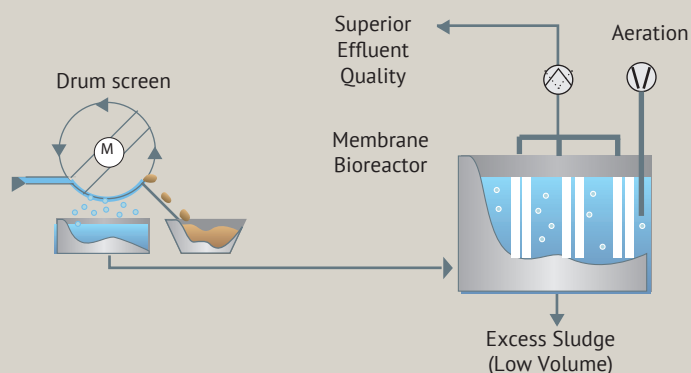 Superior
Effluent
Quality
Aeration
Drum screen
M
Membrane
Bioreactor
Excess Sludge
(Low Volume)